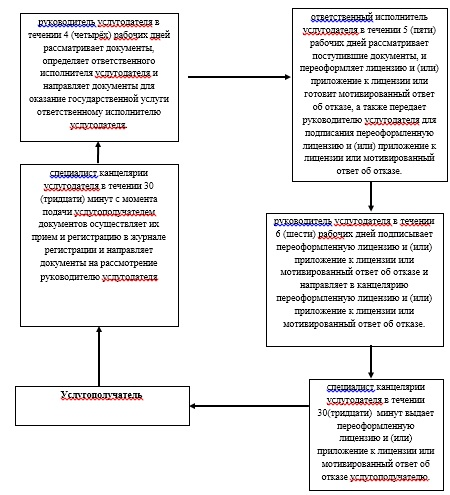 руководитель услугодателя в
течении 4 (четырёх) рабочих дней
рассматривает документы,
определяет ответственного
исполнителя услугодателя и
направляет документы для
оказание государственной услуги
ответственному исполнителю
услугодателя.
ответственный исполнитель
услугодателя в течении 5 (пяти)
рабочих дней рассматривает
поступившие документы, и
переоформляет лицензию и (или)
приложение к лицензии или
готовит мотивированный ответ
об отказе, а также передает
руководителю услугодателя для
подписания переоформленную
лицензию и (или) приложение к
лицензии или мотивированный
ответ об отказе.
специалист канцелярии
услугодателя в течении 30
(тридцати) минут с момента
подачи услугополучателем
документов осуществляет их
прием и регистрацию в журнале
регистрации и направляет
документы на рассмотрение
руководителю услугодателя.
руководитель услугодателя в течении
6 (шести) рабочих дней подписывает
переоформленную лицензию и (или)
приложение к лицензии или
мотивированный ответ об отказе и
направляет в канцелярию
переоформленную лицензию и (или)
приложение к лицензии или
мотивированный ответ об отказе.
Услугополучатель
специалист канцелярии
услугодателя в течении
30(тридцати) минут выдает
переоформленную
лицензию и (или)
приложение к лицензии или
мотивированный ответ об
отказе услугополучателю.